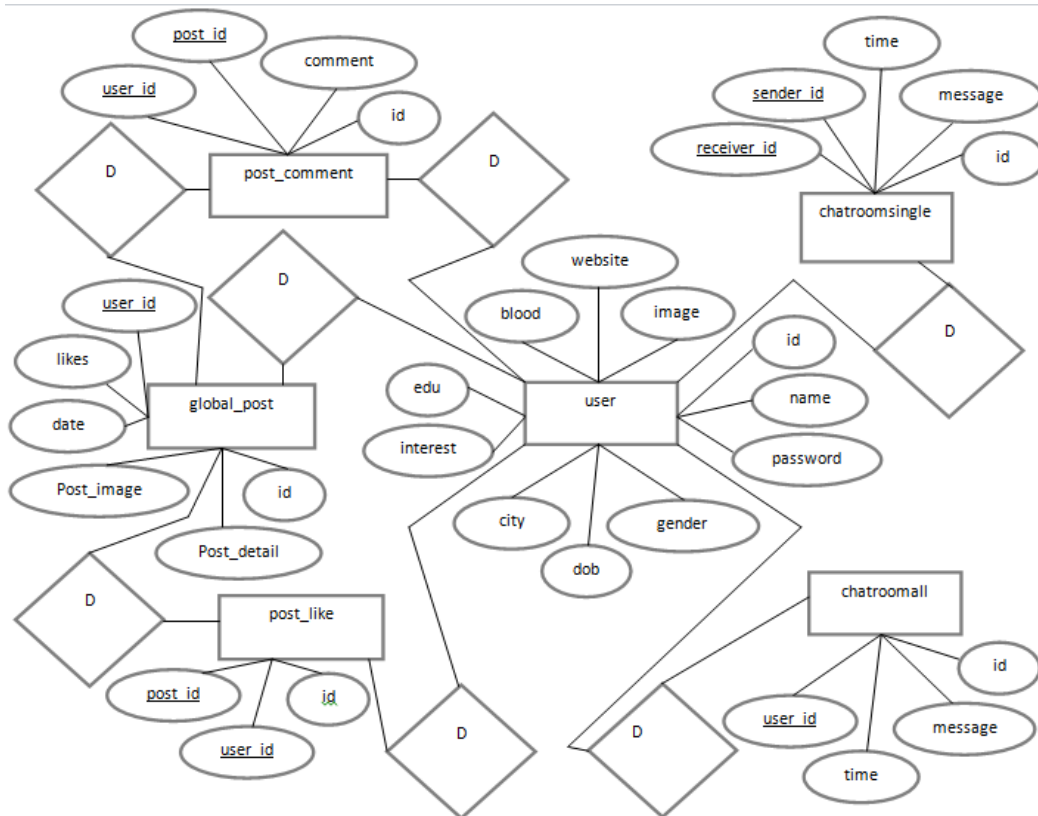 post_id
time
comment
user_id
sender_id
message
id
receiver_id
id
D
D
post_comment
chatroomsingle
website
D
user_id
blood
image
D
id
likes
edu
global_post
user
name
date
interest
password
Post_image
id
city
gender
Post_detail
dob
D
post_like
chatroomall
id
post_id
id
user_id
message
user_id
D
D
time